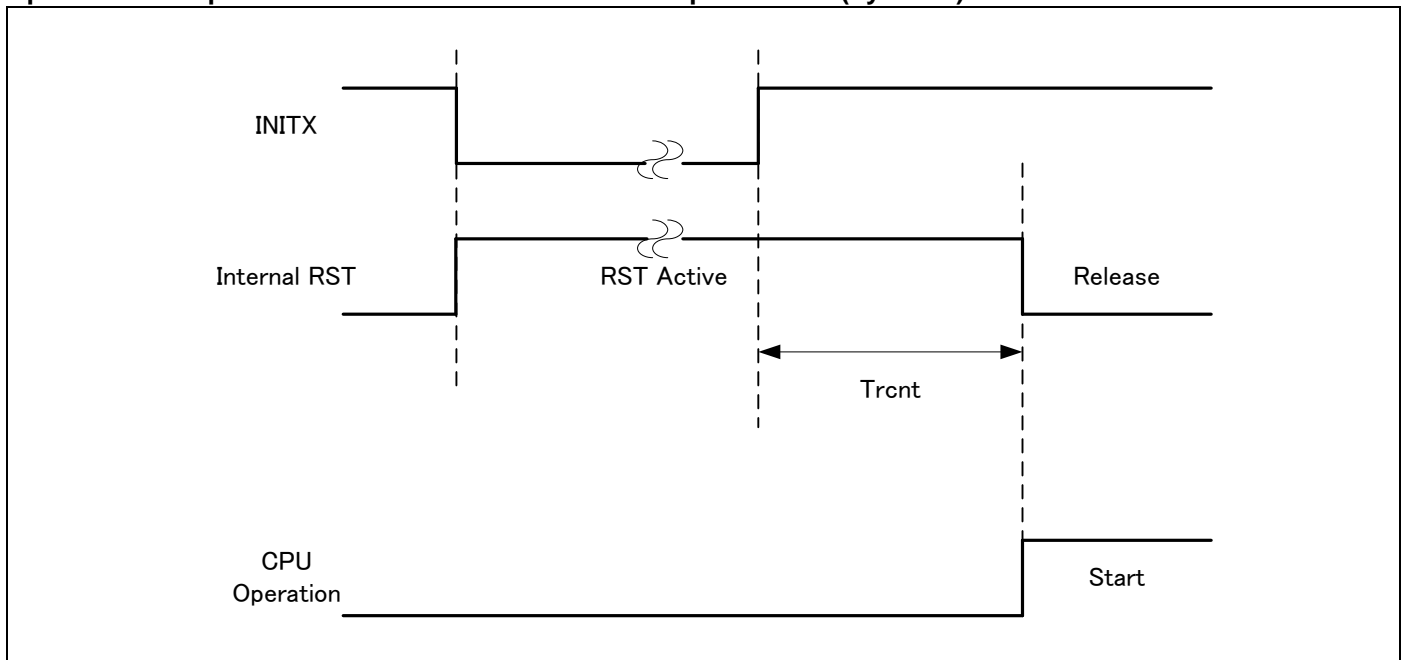 INITX
Internal RST
RST Active
Release
Trcnt
CPU
Operation
Start